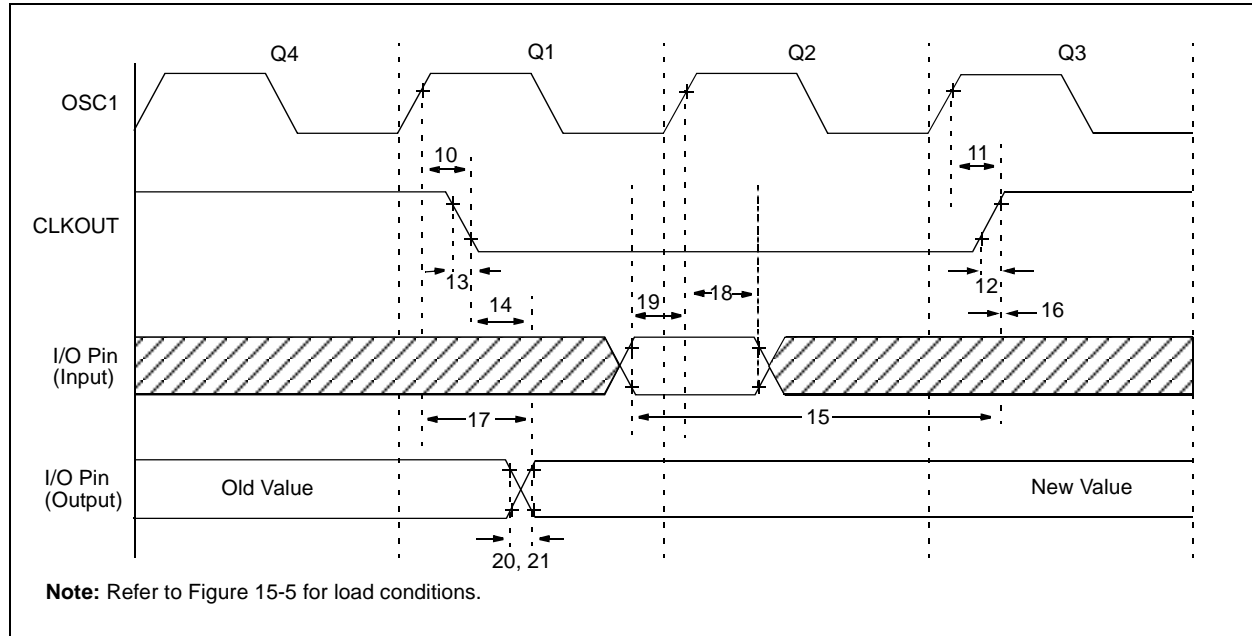 Q4 Q1 Q2 Q3
OSC1
10 11
CLKOUT
13 12
14 19 18 16
I/O Pin
(Input)
17 15
I/O Pin
(Output)
Old Value New Value
20, 21
Note: Refer to Figure 15-5 for load conditions.